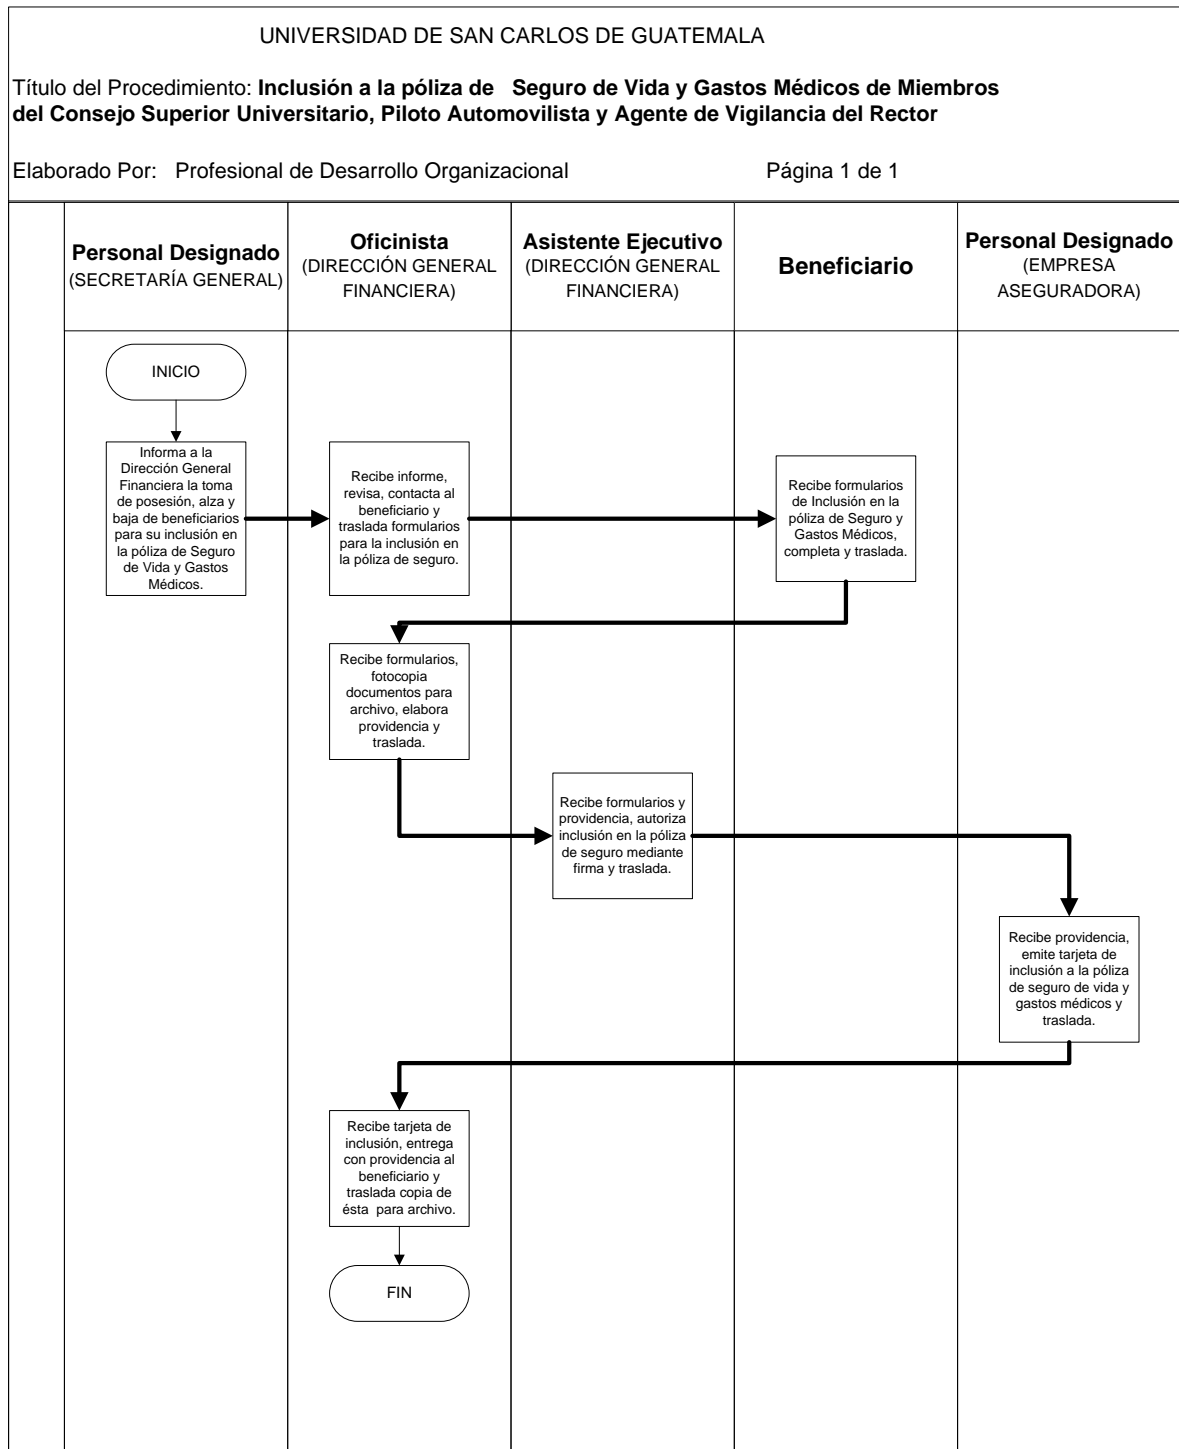 UNIVERSIDAD DE SAN CARLOS DE GUATEMALA
Título del Procedimiento: Inclusión a la póliza de Seguro de Vida y Gastos Médicos de Miembros
del Consejo Superior Universitario, Piloto Automovilista y Agente de Vigilancia del Rector
Elaborado Por: Profesional de Desarrollo Organizacional Página 1 de 1
Personal Designado
(SECRETARÍA GENERAL)
Oficinista
(DIRECCIÓN GENERAL
FINANCIERA)
Asistente Ejecutivo
(DIRECCIÓN GENERAL
FINANCIERA)
Beneficiario
Personal Designado
(EMPRESA
ASEGURADORA)
INICIO
Informa a la
Dirección General
Financiera la toma
de posesión, alza y
baja de beneficiarios
para su inclusión en
la póliza de Seguro
de Vida y Gastos
Médicos.
Recibe informe,
revisa, contacta al
beneficiario y
traslada formularios
para la inclusión en
la póliza de seguro.
Recibe formularios
de Inclusión en la
póliza de Seguro y
Gastos Médicos,
completa y traslada.
Recibe formularios,
fotocopia
documentos para
archivo, elabora
providencia y
traslada.
Recibe formularios y
providencia, autoriza
inclusión en la póliza
de seguro mediante
firma y traslada.
Recibe providencia,
emite tarjeta de
inclusión a la póliza
de seguro de vida y
gastos médicos y
traslada.
Recibe tarjeta de
inclusión, entrega
con providencia al
beneficiario y
traslada copia de
ésta para archivo.
FIN